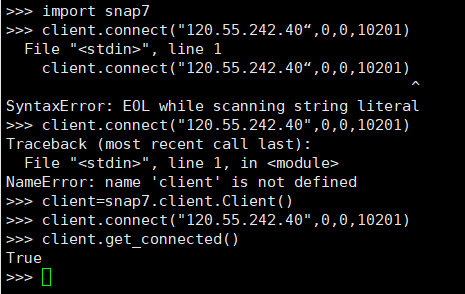 >>> import snap7
>>> client.connect("120.55.242.40“,0,0,10201)
  File "<stdin>", line 1
    client.connect("120.55.242.40“,0,0,10201)
                                            ^
SyntaxError: EOL while scanning string literal
>>> client.connect("120.55.242.40",0,0,10201)
Traceback (most recent call last):
  File "<stdin>", line 1, in <module>
NameError: name 'client' is not defined
>>> client=snap7.client.Client()
>>> client.connect("120.55.242.40",0,0,10201)
>>> client.get_connected()
True
>>>